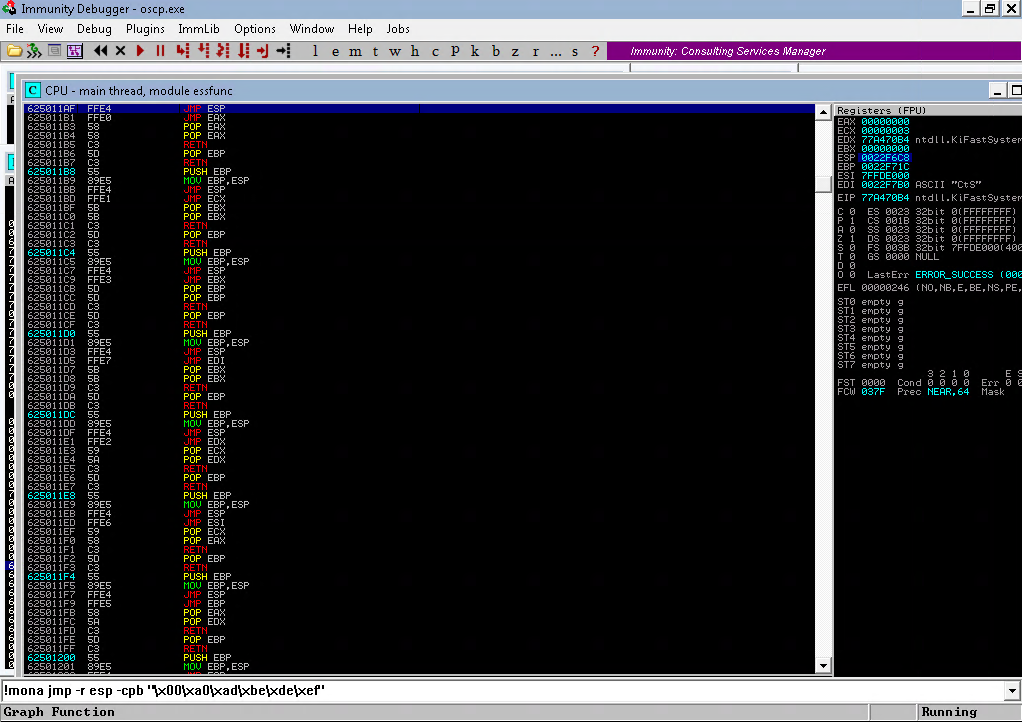 Immunity Debugger - oscp.exe
File View Debug Plugins ImmLib Options Window Help Jobs
l e m t w h c P k b z r ... s ? Immunity: Consulting Services Manager
C CPU - main thread, module essfunc
625011AF FFE4 JMP ESP
625011B1 FFE0 JMP EAX
625011B3 58 POP EAX
625011B4 58 POP EAX
625011B5 C3 RETN
625011B6 5D POP EBP
625011B7 C3 RETN
625011B8 55 PUSH EBP
625011B9 89E5 MOV EBP,ESP
625011BB FFE4 JMP ESP
625011BD FFE1 JMP ECX
625011BF 5B POP EBX
625011C0 5B POP EBX
625011C1 C3 RETN
625011C2 5D POP EBP
625011C3 C3 RETN
625011C4 55 PUSH EBP
625011C5 89E5 MOV EBP,ESP
625011C7 FFE4 JMP ESP
625011C9 FFE3 JMP EBX
625011CB 5D POP EBP
625011CC 5D POP EBP
625011CD C3 RETN
625011CE 5D POP EBP
625011CF C3 RETN
625011D0 55 PUSH EBP
625011D1 89E5 MOV EBP,ESP
625011D3 FFE4 JMP ESP
625011D5 FFE7 JMP EDI
625011D7 5B POP EBX
625011D8 5B POP EBX
625011D9 C3 RETN
625011DA 5D POP EBP
625011DB C3 RETN
625011DC 55 PUSH EBP
625011DD 89E5 MOV EBP,ESP
625011DF FFE4 JMP ESP
625011E1 FFE2 JMP EDX
625011E3 59 POP ECX
625011E4 5A POP EDX
625011E5 C3 RETN
625011E6 5D POP EBP
625011E7 C3 RETN
625011E8 55 PUSH EBP
625011E9 89E5 MOV EBP,ESP
625011EB FFE4 JMP ESP
625011ED FFE6 JMP ESI
625011EF 59 POP ECX
625011F0 58 POP EAX
625011F1 C3 RETN
625011F2 5D POP EBP
625011F3 C3 RETN
625011F4 55 PUSH EBP
625011F5 89E5 MOV EBP,ESP
625011F7 FFE4 JMP ESP
625011F9 FFE5 JMP EBP
625011FB 58 POP EAX
625011FC 5A POP EDX
625011FD C3 RETN
625011FE 5D POP EBP
625011FF C3 RETN
62501200 55 PUSH EBP
62501201 89E5 MOV EBP,ESP
Registers (FPU)
EAX 00000000
ECX 00000003
EDX 77A470B4 ntdll.KiFastSystem
EBX 00000000
ESP 0022F6C8
EBP 0022F71C
ESI 7FFDE000
EDI 0022F7B0 ASCII "CtS"
EIP 77A470B4 ntdll.KiFastSystem
C 0 ES 0023 32bit 0(FFFFFFFF)
P 1 CS 001B 32bit 0(FFFFFFFF)
A 0 SS 0023 32bit 0(FFFFFFFF)
Z 1 DS 0023 32bit 0(FFFFFFFF)
S 0 FS 003B 32bit 7FFDE000(400
T 0 GS 0000 NULL
D 0
O 0 LastErr ERROR_SUCCESS (000
EFL 00000246 (NO,NB,E,BE,NS,PE,
ST0 empty g
ST1 empty g
ST2 empty g
ST3 empty g
ST4 empty g
ST5 empty g
ST6 empty g
ST7 empty g
3 2 1 0 E S
FST 0000 Cond 0 0 0 0 Err 0 0
FCW 037F Prec NEAR,64 Mask
!mona jmp -r esp -cpb "\x00\xa0\xad\xbe\xde\xef"
Graph Function Running